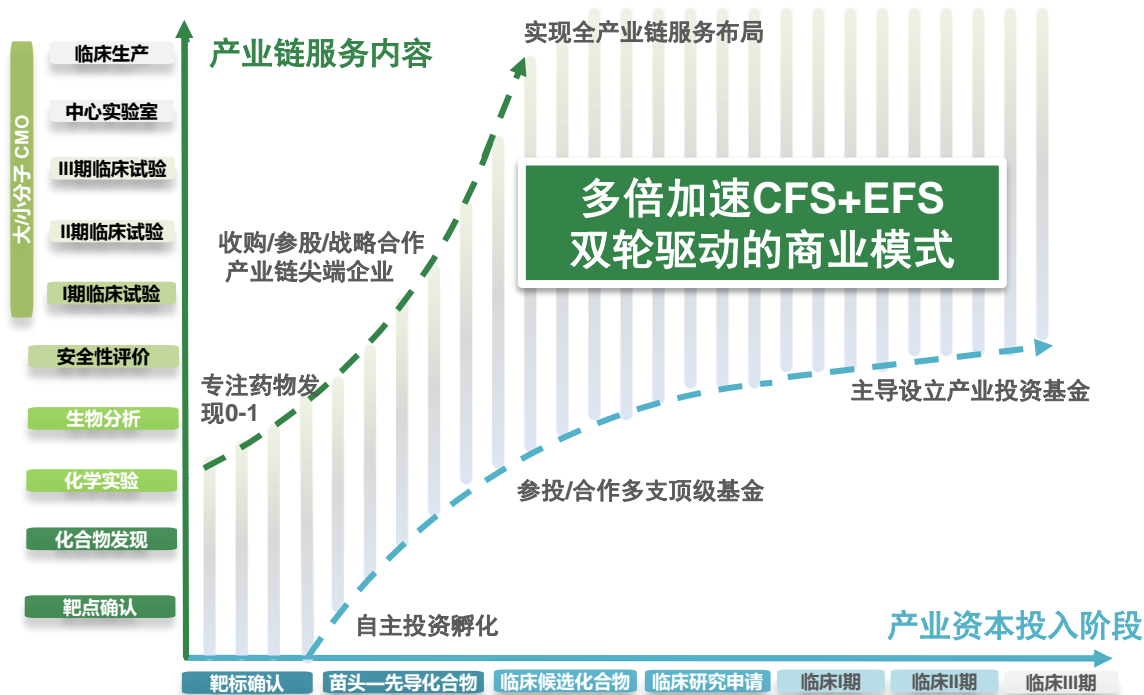 产业链服务内容
实现全产业链服务布局
临床生产
中心实验室
III期临床试验
II期临床试验
I期临床试验
安全性评价
生物分析
化学实验
化合物发现
靶点确认
大/小分子 CMO
多倍加速CFS+EFS
双轮驱动的商业模式
收购/参股/战略合作
产业链尖端企业
专注药物发
现0-1
主导设立产业投资基金
参投/合作多支顶级基金
自主投资孵化
产业资本投入阶段
靶标确认
苗头—先导化合物
临床候选化合物
临床研究申请
临床I期
临床II期
临床III期